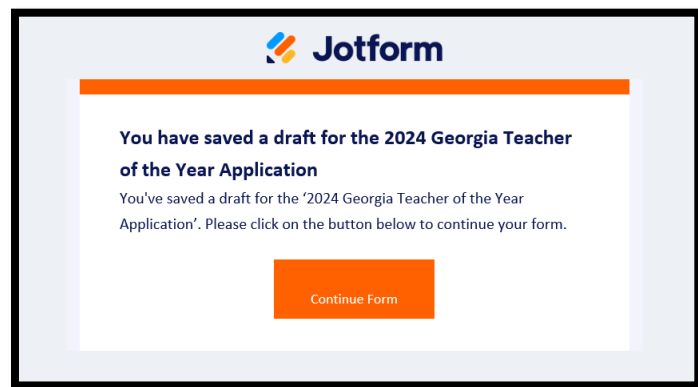 Jotform
You have saved a draft for the 2024 Georgia Teacher
of the Year Application
You've saved a draft for the ‘2024 Georgia Teacher of the Year
Application’. Please click on the button below to continue your form.
Continue Form